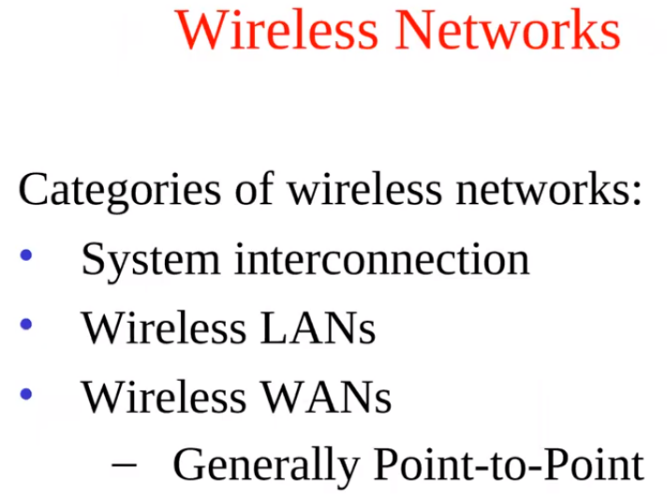 Wireless Networks
Categories of wireless networks:
• System interconnection
• Wireless LANs
• Wireless WANs
– Generally Point-to-Point